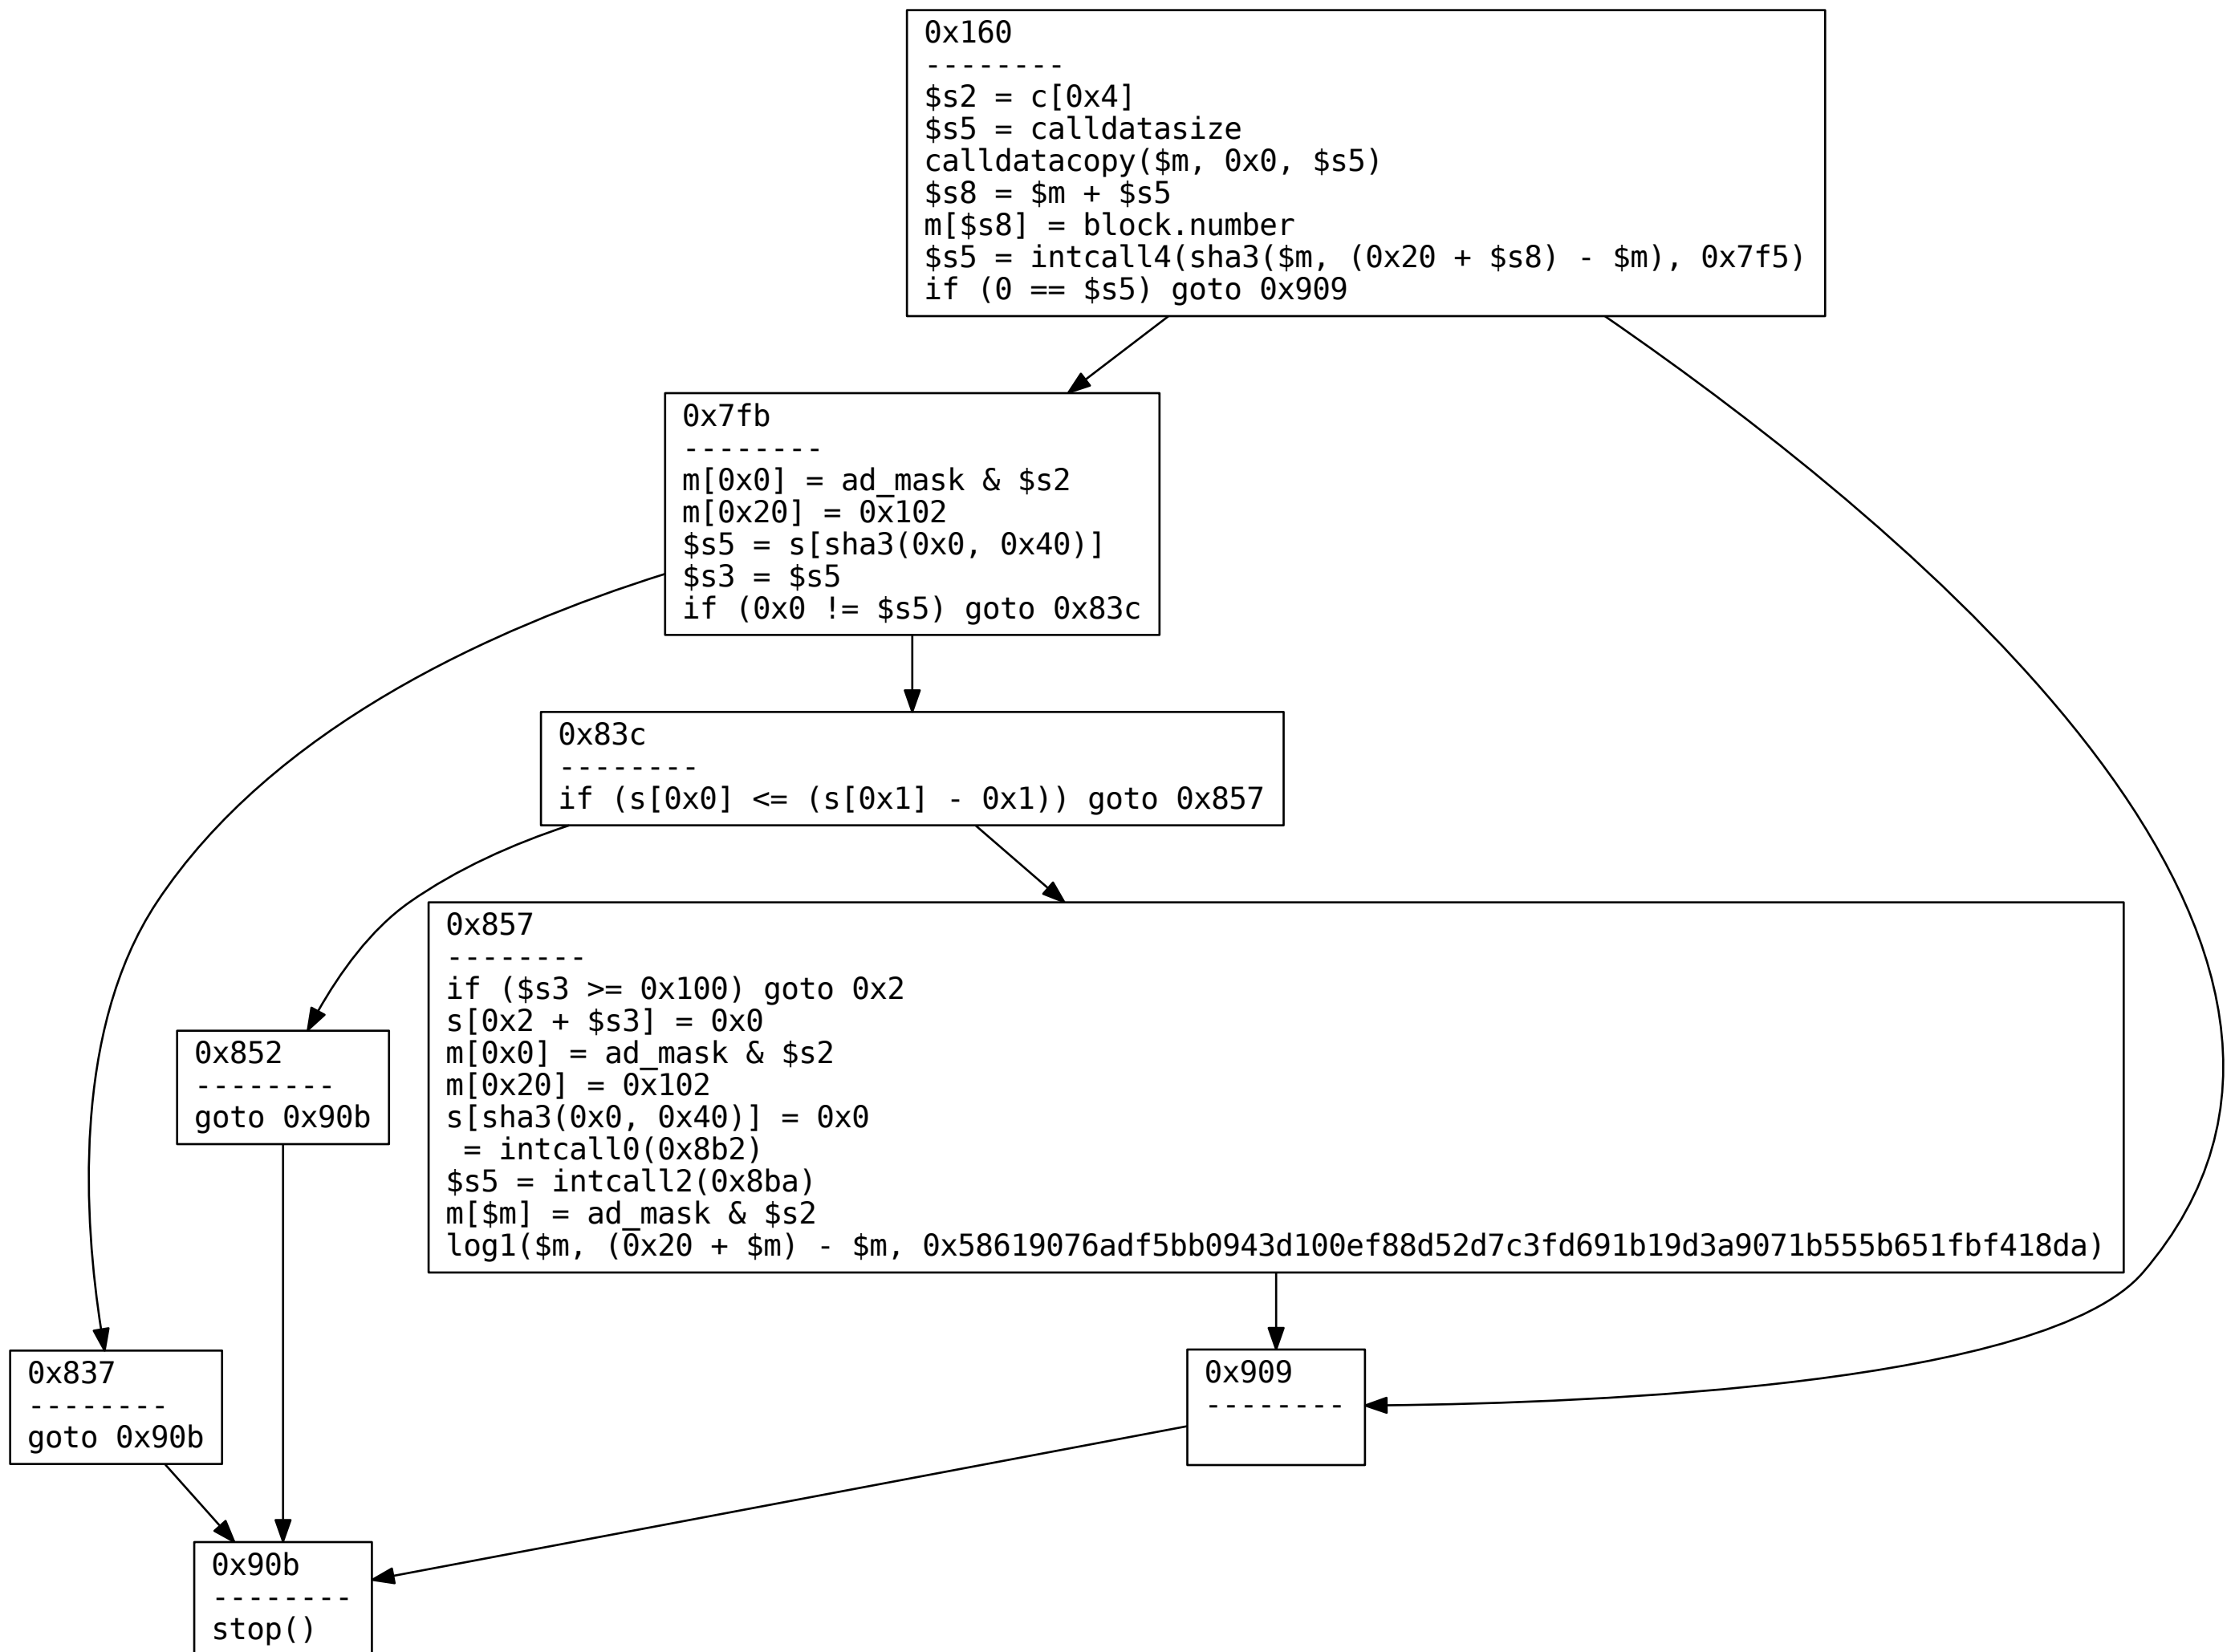 0x160
--------
$s2 = c[0x4]
$s5 = calldatasize
calldatacopy($m, 0x0, $s5)
$s8 = $m + $s5
m[$s8] = block.number
$s5 = intcall4(sha3($m, (0x20 + $s8) - $m), 0x7f5)
if (0 == $s5) goto 0x909
0x7fb
--------
m[0x0] = ad_mask & $s2
m[0x20] = 0x102
$s5 = s[sha3(0x0, 0x40)]
$s3 = $s5
if (0x0 != $s5) goto 0x83c
0x83c
--------
if (s[0x0] <= (s[0x1] - 0x1)) goto 0x857
0x857
--------
if ($s3 >= 0x100) goto 0x2
s[0x2 + $s3] = 0x0
m[0x0] = ad_mask & $s2
m[0x20] = 0x102
s[sha3(0x0, 0x40)] = 0x0
 = intcall0(0x8b2)
$s5 = intcall2(0x8ba)
m[$m] = ad_mask & $s2
log1($m, (0x20 + $m) - $m, 0x58619076adf5bb0943d100ef88d52d7c3fd691b19d3a9071b555b651fbf418da)
0x852
--------
goto 0x90b
0x837
--------
goto 0x90b
0x909
--------
0x90b
--------
stop()